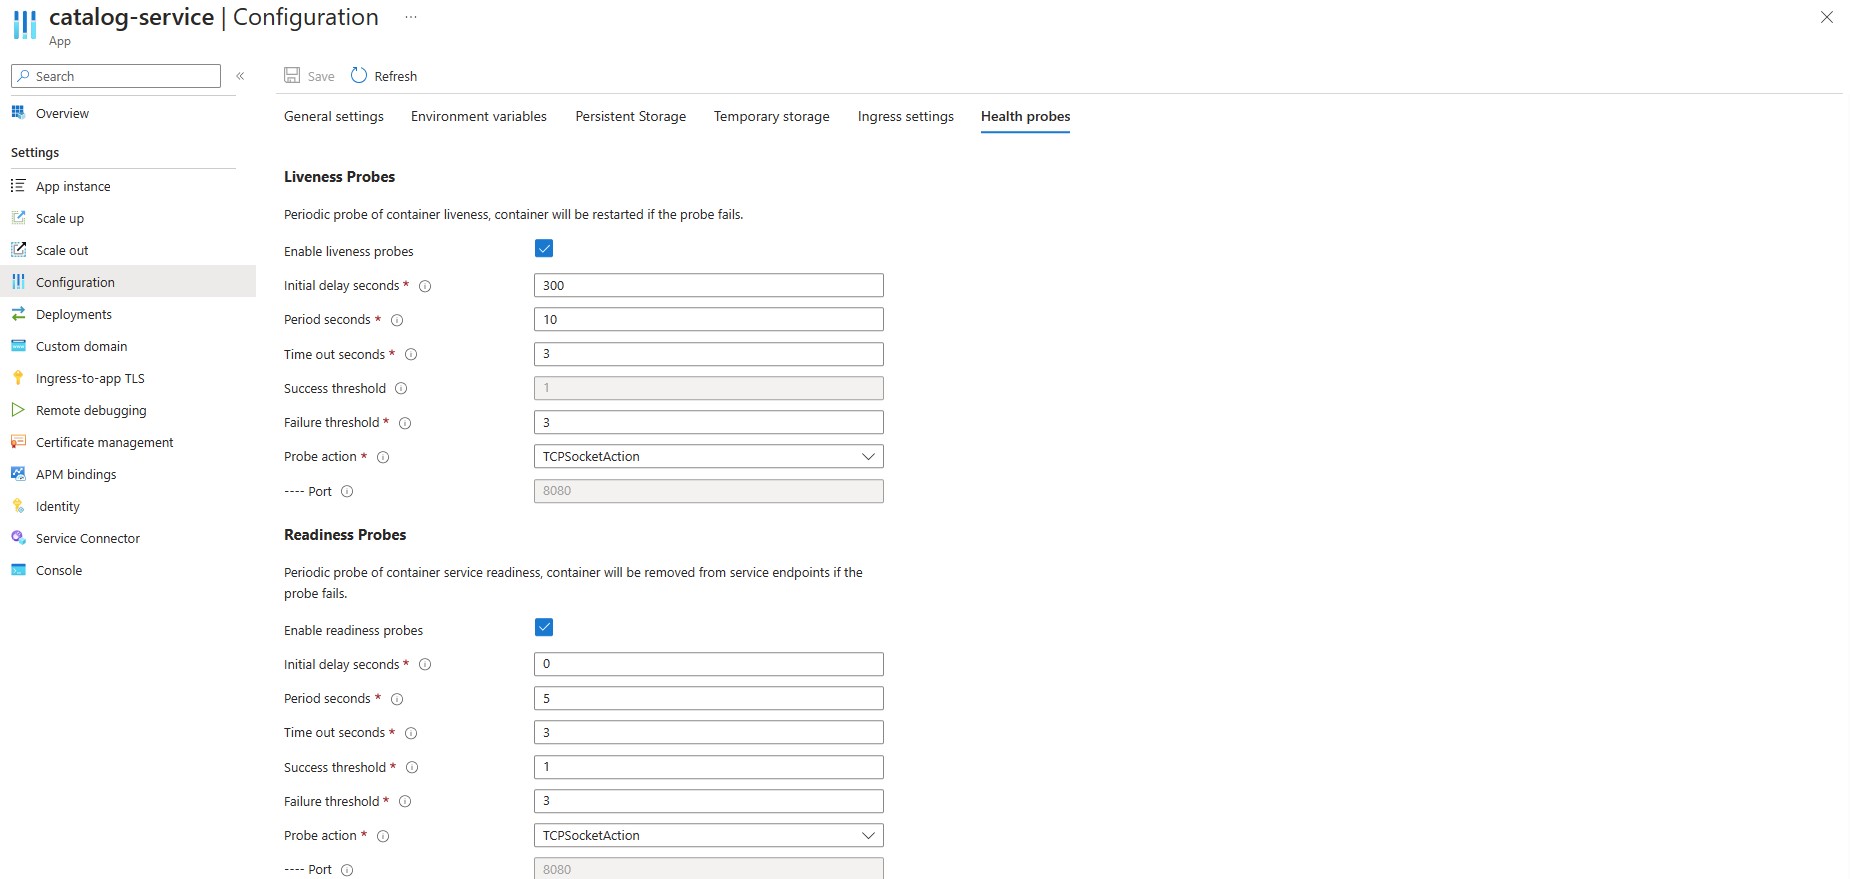 catalog-service | Configuration ...
App
Search «
Save Refresh
Overview
Settings
App instance
Scale up
Scale out
Configuration
Deployments
Custom domain
Ingress-to-app TLS
Remote debugging
Certificate management
APM bindings
Identity
Service Connector
Console
General settings Environment variables Persistent Storage Temporary storage Ingress settings Health probes
Liveness Probes
Periodic probe of container liveness, container will be restarted if the probe fails.
Enable liveness probes
Initial delay seconds * 300
Period seconds * 10
Time out seconds * 3
Success threshold 1
Failure threshold * 3
Probe action * TCPSocketAction
---- Port 8080
Readiness Probes
Periodic probe of container service readiness, container will be removed from service endpoints if the
probe fails.
Enable readiness probes
Initial delay seconds * 0
Period seconds * 5
Time out seconds * 3
Success threshold * 1
Failure threshold * 3
Probe action * TCPSocketAction
---- Port 8080